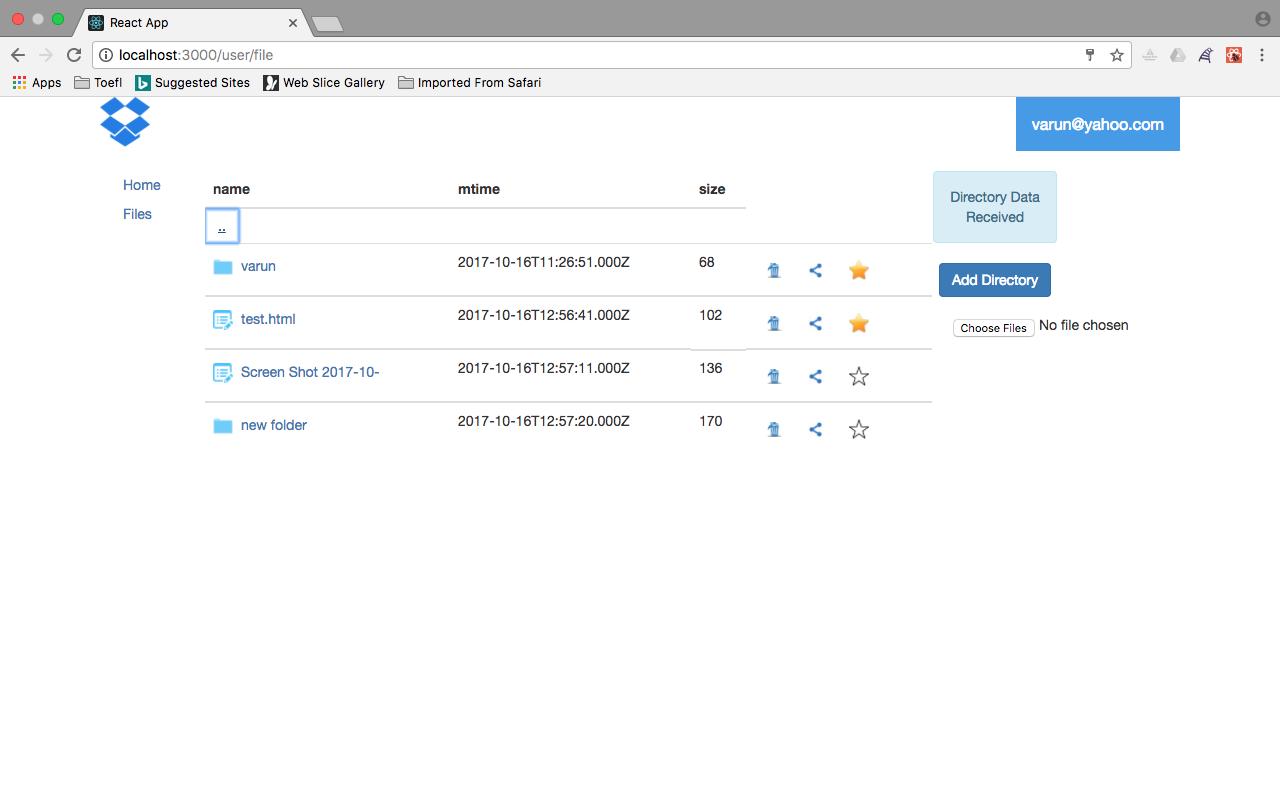 React App
localhost:3000/user/file
Apps Toefl Suggested Sites Web Slice Gallery Imported From Safari
varun@yahoo.com
Home
Files
name mtime size
..
varun 2017-10-16T11:26:51.000Z 68
test.html 2017-10-16T12:56:41.000Z 102
Screen Shot 2017-10- 2017-10-16T12:57:11.000Z 136
new folder 2017-10-16T12:57:20.000Z 170
Directory Data
Received
Add Directory
Choose Files No file chosen